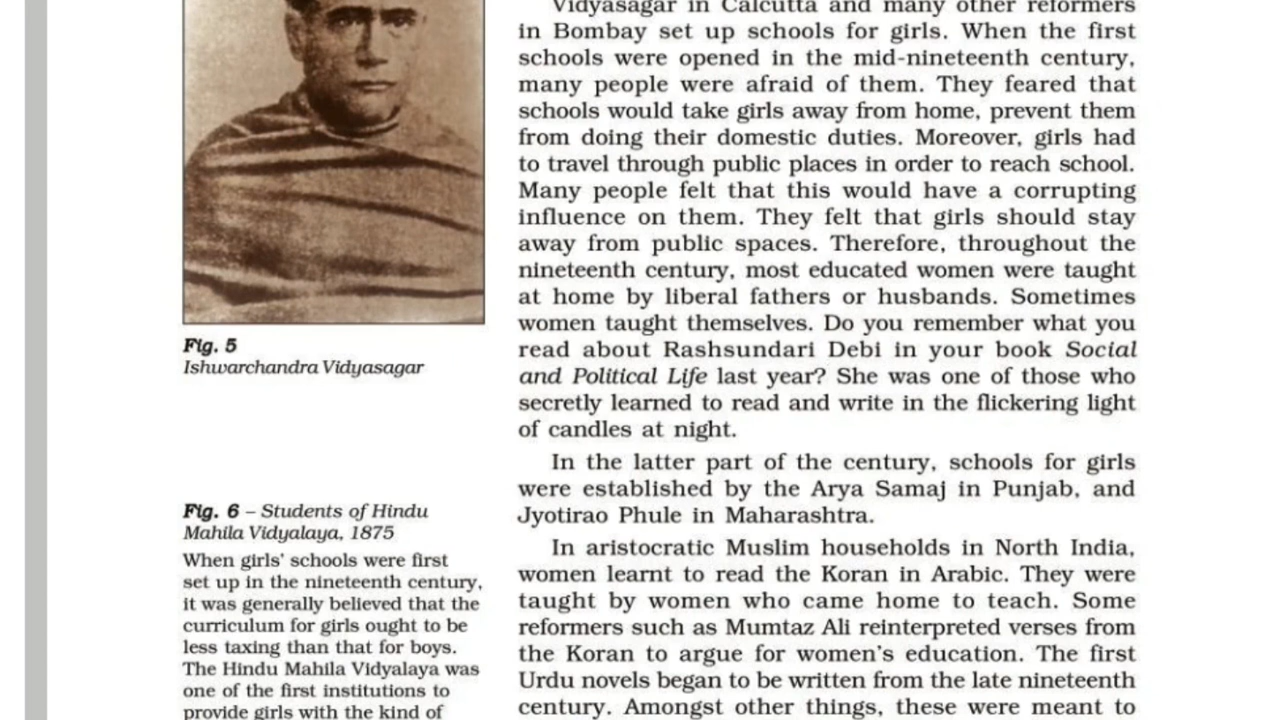 Fig. 5
Ishwarchandra Vidyasagar
Fig. 6 – Students of Hindu
Mahila Vidyalaya, 1875
When girls' schools were first
set up in the nineteenth century,
it was generally believed that the
curriculum for girls ought to be
less taxing than that for boys.
The Hindu Mahila Vidyalaya was
one of the first institutions to
provide girls with the kind of
Vidyasagar in Calcutta and many other reformers
in Bombay set up schools for girls. When the first
schools were opened in the mid-nineteenth century,
many people were afraid of them. They feared that
schools would take girls away from home, prevent them
from doing their domestic duties. Moreover, girls had
to travel through public places in order to reach school.
Many people felt that this would have a corrupting
influence on them. They felt that girls should stay
away from public spaces. Therefore, throughout the
nineteenth century, most educated women were taught
at home by liberal fathers or husbands. Sometimes
women taught themselves. Do you remember what you
read about Rashsundari Debi in your book Social
and Political Life last year? She was one of those who
secretly learned to read and write in the flickering light
of candles at night.
In the latter part of the century, schools for girls
were established by the Arya Samaj in Punjab, and
Jyotirao Phule in Maharashtra.
In aristocratic Muslim households in North India,
women learnt to read the Koran in Arabic. They were
taught by women who came home to teach. Some
reformers such as Mumtaz Ali reinterpreted verses from
the Koran to argue for women's education. The first
Urdu novels began to be written from the late nineteenth
century. Amongst other things, these were meant to